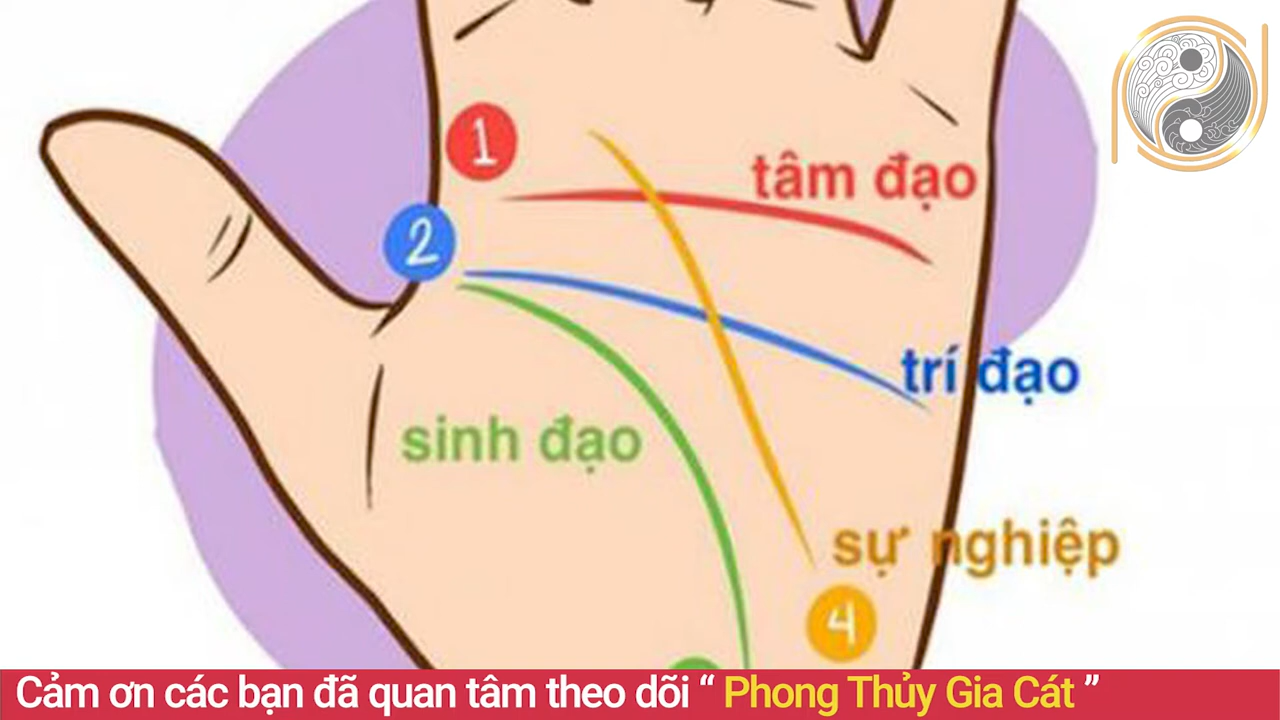 1
tâm đạo
2
trí đạo
sinh đạo
sự nghiệp
4
Cảm ơn các bạn đã quan tâm theo dõi “ Phong Thủy Gia Cát ”